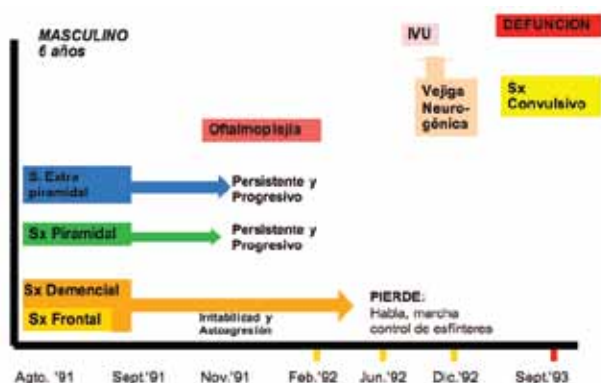 MASCULINO
6 años
IVU
DEFUNCION
Vejiga
Neuro-
gönica
Sx
Convulsivo
Oftalmoplejía
S. Extra
piramidal
Persistente y
Progresivo
Sx Piramidal
Persistente y
Progresivo
Sx Demencial
Sx Frontal
Irritabilidad y
Autoagresión
PIERDE:
Habla, marcha
control de esfínteres
Agto. '91
Sept.'91
Nov.'91
Feb.'92
Jun.'92
Dic.'92
Sept.'93